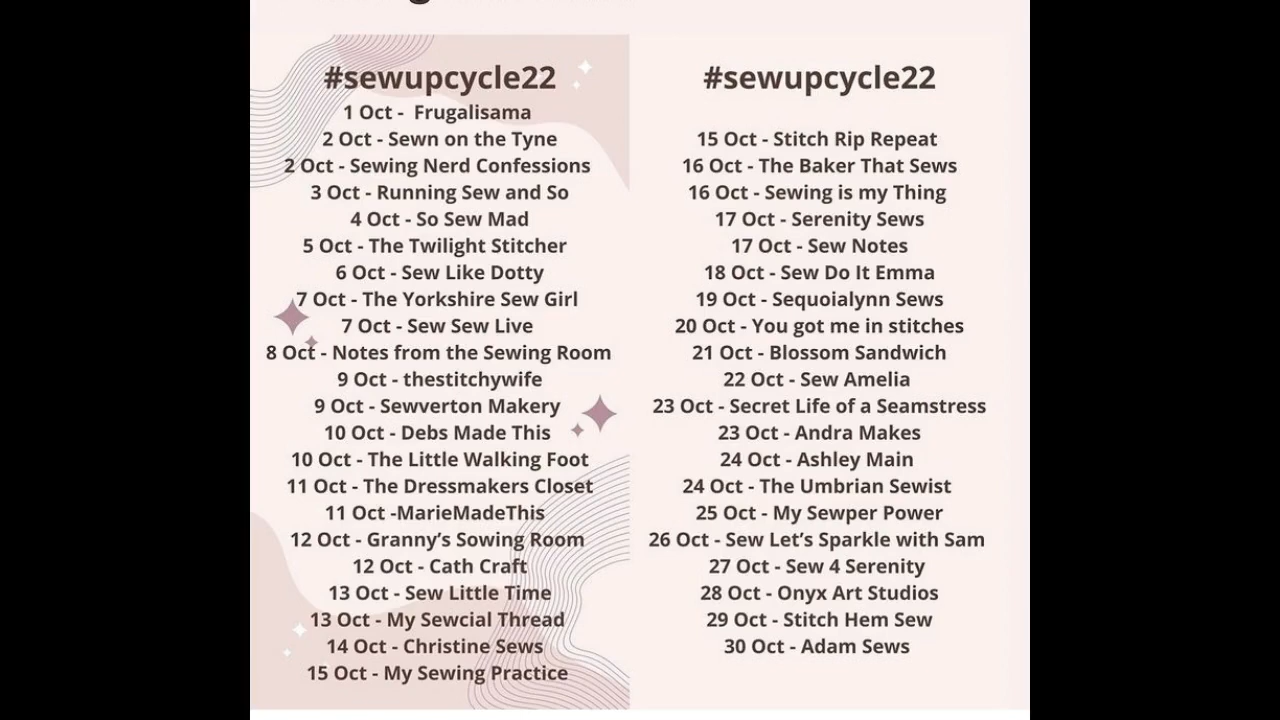 #sewupcycle22
1 Oct - Frugalisama
2 Oct - Sewn on the Tyne
2 Oct - Sewing Nerd Confessions
3 Oct - Running Sew and So
4 Oct - So Sew Mad
5 Oct - The Twilight Stitcher
6 Oct - Sew Like Dotty
7 Oct - The Yorkshire Sew Girl
7 Oct - Sew Sew Live
8 Oct - Notes from the Sewing Room
9 Oct - thestitchywife
9 Oct - Sewverton Makery
10 Oct - Debs Made This
10 Oct - The Little Walking Foot
11 Oct - The Dressmakers Closet
11 Oct -MarieMadeThis
12 Oct - Granny’s Sowing Room
12 Oct - Cath Craft
13 Oct - Sew Little Time
13 Oct - My Sewcial Thread
14 Oct - Christine Sews
15 Oct - My Sewing Practice
#sewupcycle22
15 Oct - Stitch Rip Repeat
16 Oct - The Baker That Sews
16 Oct - Sewing is my Thing
17 Oct - Serenity Sews
17 Oct - Sew Notes
18 Oct - Sew Do It Emma
19 Oct - Sequoialynn Sews
20 Oct - You got me in stitches
21 Oct - Blossom Sandwich
22 Oct - Sew Amelia
23 Oct - Secret Life of a Seamstress
23 Oct - Andra Makes
24 Oct - Ashley Main
24 Oct - The Umbrian Sewist
25 Oct - My Sewper Power
26 Oct - Sew Let’s Sparkle with Sam
27 Oct - Sew 4 Serenity
28 Oct - Onyx Art Studios
29 Oct - Stitch Hem Sew
30 Oct - Adam Sews